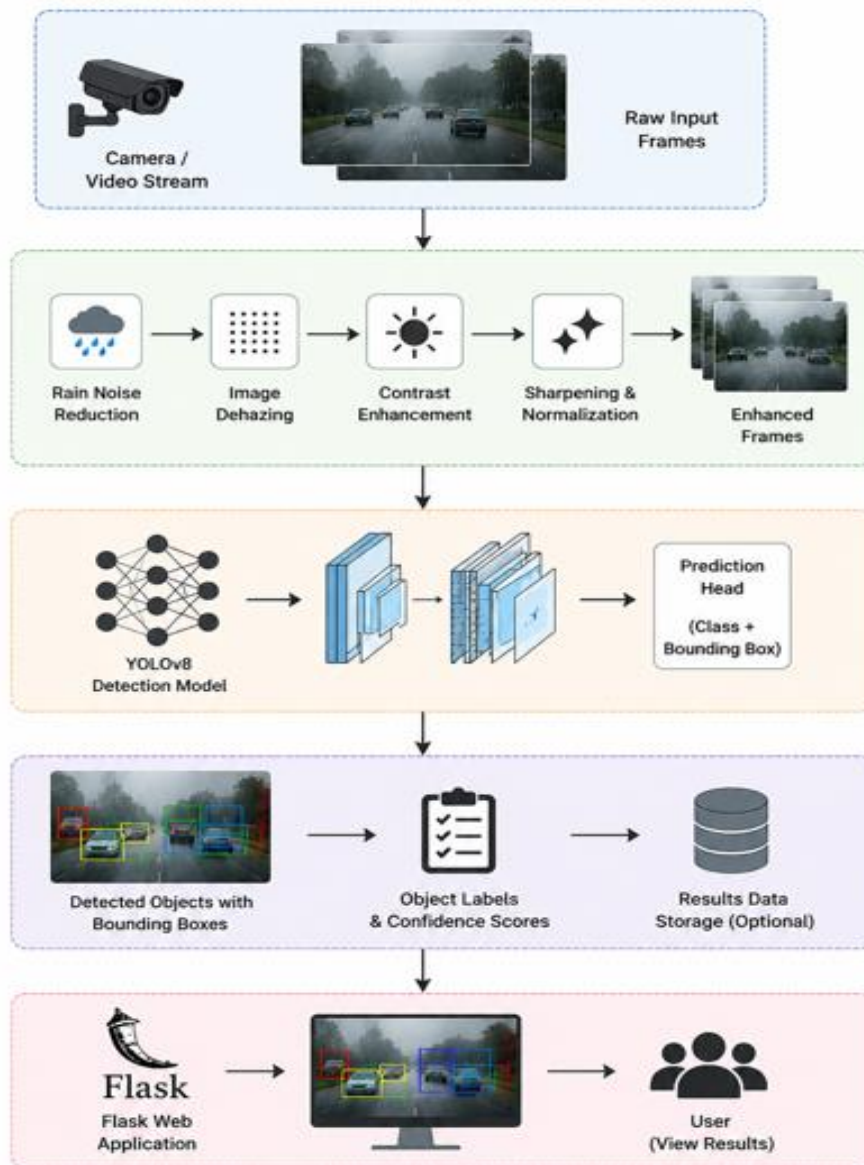 Camera /
Video Stream
Raw Input
Frames
Rain Noise
Reduction
Image
Dehazing
Contrast
Enhancement
Sharpening &
Normalization
Enhanced
Frames
YOLOv8
Detection Model
Prediction
Head
(Class +
Bounding Box)
Detected Objects with
Bounding Boxes
Object Labels
& Confidence Scores
Results Data
Storage (Optional)
Flask
Flask Web
Application
User
(View Results)